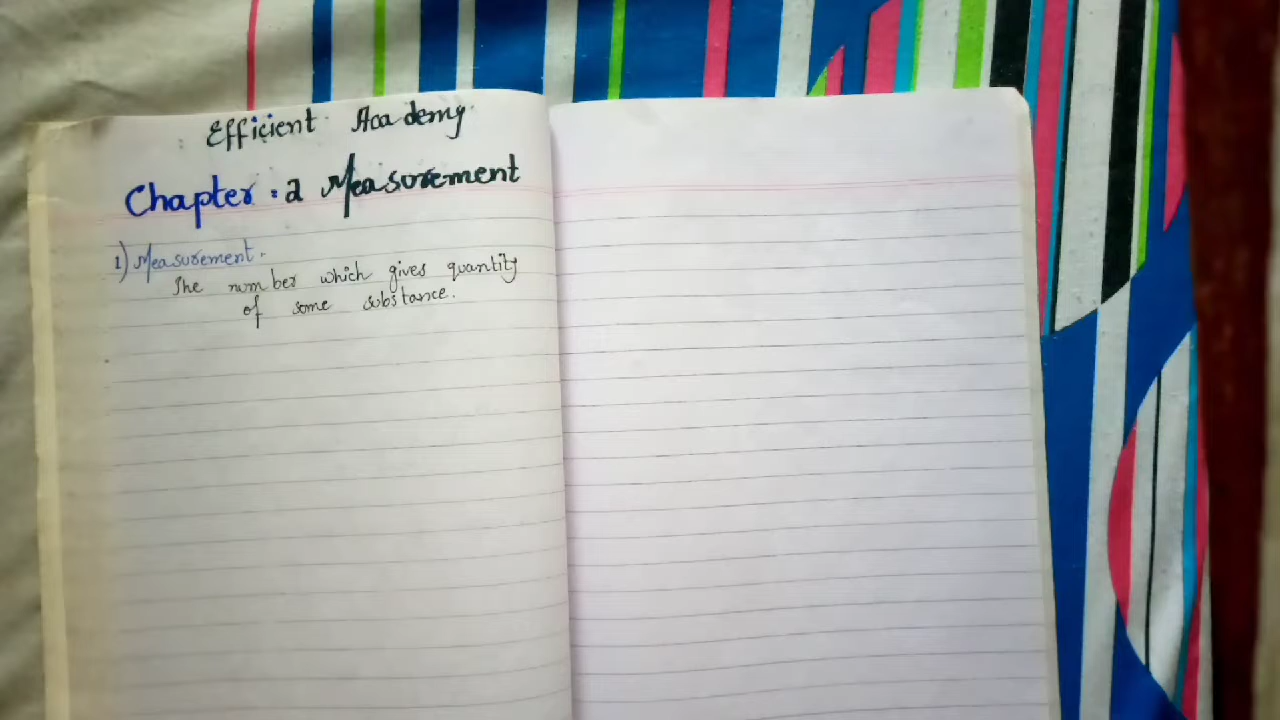 Efficient Academy
Chapter : 2 Measurement
1) Measurement.
The number which gives quantity
of some substance.